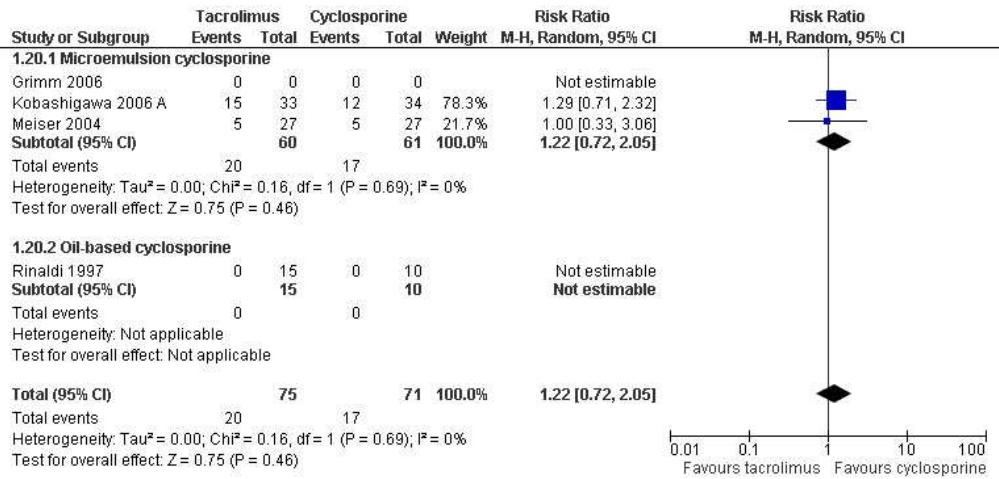 Tacrolimus Cyclosporine Risk Ratio Risk Ratio
Study or Subgroup Events Total Events Total Weight M-H, Random, 95% CI M-H, Random, 95% CI
1.20.1 Microemulsion cyclosporine
Grimm 2006 0 0 0 0 Not estimable
Kobashigawa 2006 A 15 33 12 34 78.3% 1.29 [0.71, 2.32]
Meiser 2004 5 27 5 27 21.7% 1.00 [0.33, 3.06]
Subtotal (95% CI) 60 61 100.0% 1.22 [0.72, 2.05]
Total events 20 17
Heterogeneity: Tau² = 0.00; Chi² = 0.16, df = 1 (P = 0.69); I² = 0%
Test for overall effect: Z = 0.75 (P = 0.46)
1.20.2 Oil-based cyclosporine
Rinaldi 1997 0 15 0 10 Not estimable
Subtotal (95% CI) 15 10 Not estimable
Total events 0 0
Heterogeneity: Not applicable
Test for overall effect: Not applicable
Total (95% CI) 75 71 100.0% 1.22 [0.72, 2.05]
Total events 20 17
Heterogeneity: Tau² = 0.00; Chi² = 0.16, df = 1 (P = 0.69); I² = 0%
Test for overall effect: Z = 0.75 (P = 0.46)
0.01 0.1 1 10 100
Favours tacrolimus Favours cyclosporine